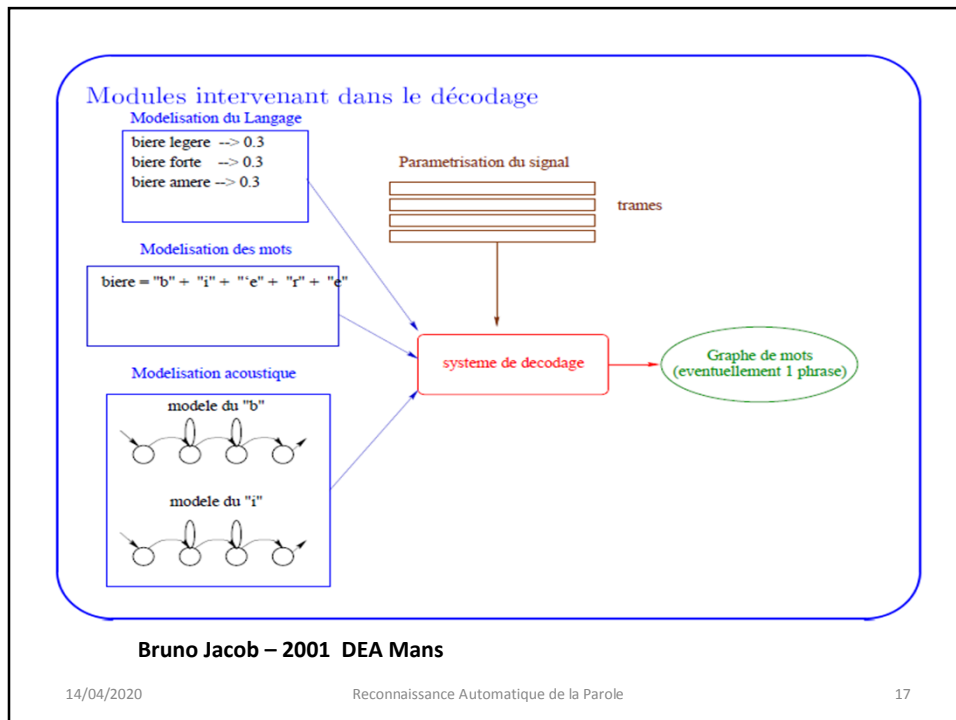 Modules intervenant dans le décodage
Modelisation du Langage
biere legere --> 0.3
biere forte --> 0.3
biere amere --> 0.3
Parametrisation du signal
trames
Modelisation des mots
biere = "b" + "i" + "`e" + "r" + "e"
systeme de decodage
Graphe de mots
(eventuellement 1 phrase)
Modelisation acoustique
modele du "b"
modele du "i"
Bruno Jacob – 2001 DEA Mans
14/04/2020 Reconnaissance Automatique de la Parole 17